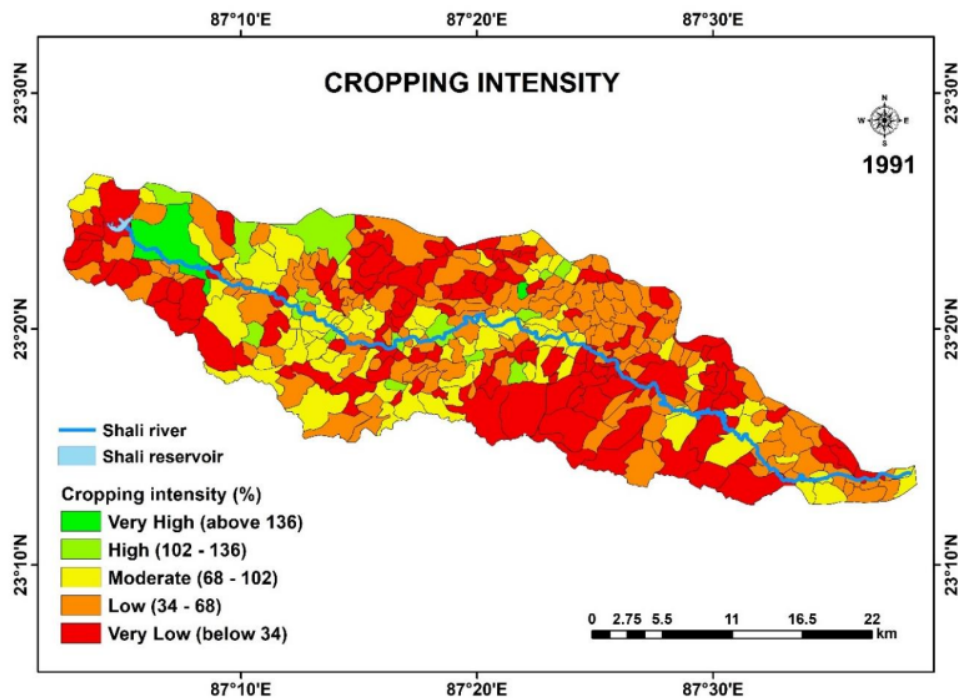 87°10'E 87°20'E 87°30'E
CROPPING INTENSITY
23°30'N 23°30'N
N
W E
S
1991
23°20'N 23°20'N
Shali river
Shali reservoir
Cropping intensity (%)
Very High (above 136)
High (102 - 136)
Moderate (68 - 102)
Low (34 - 68)
Very Low (below 34)
23°10'N 23°10'N
0 2.75 5.5 11 16.5 22
km
87°10'E 87°20'E 87°30'E